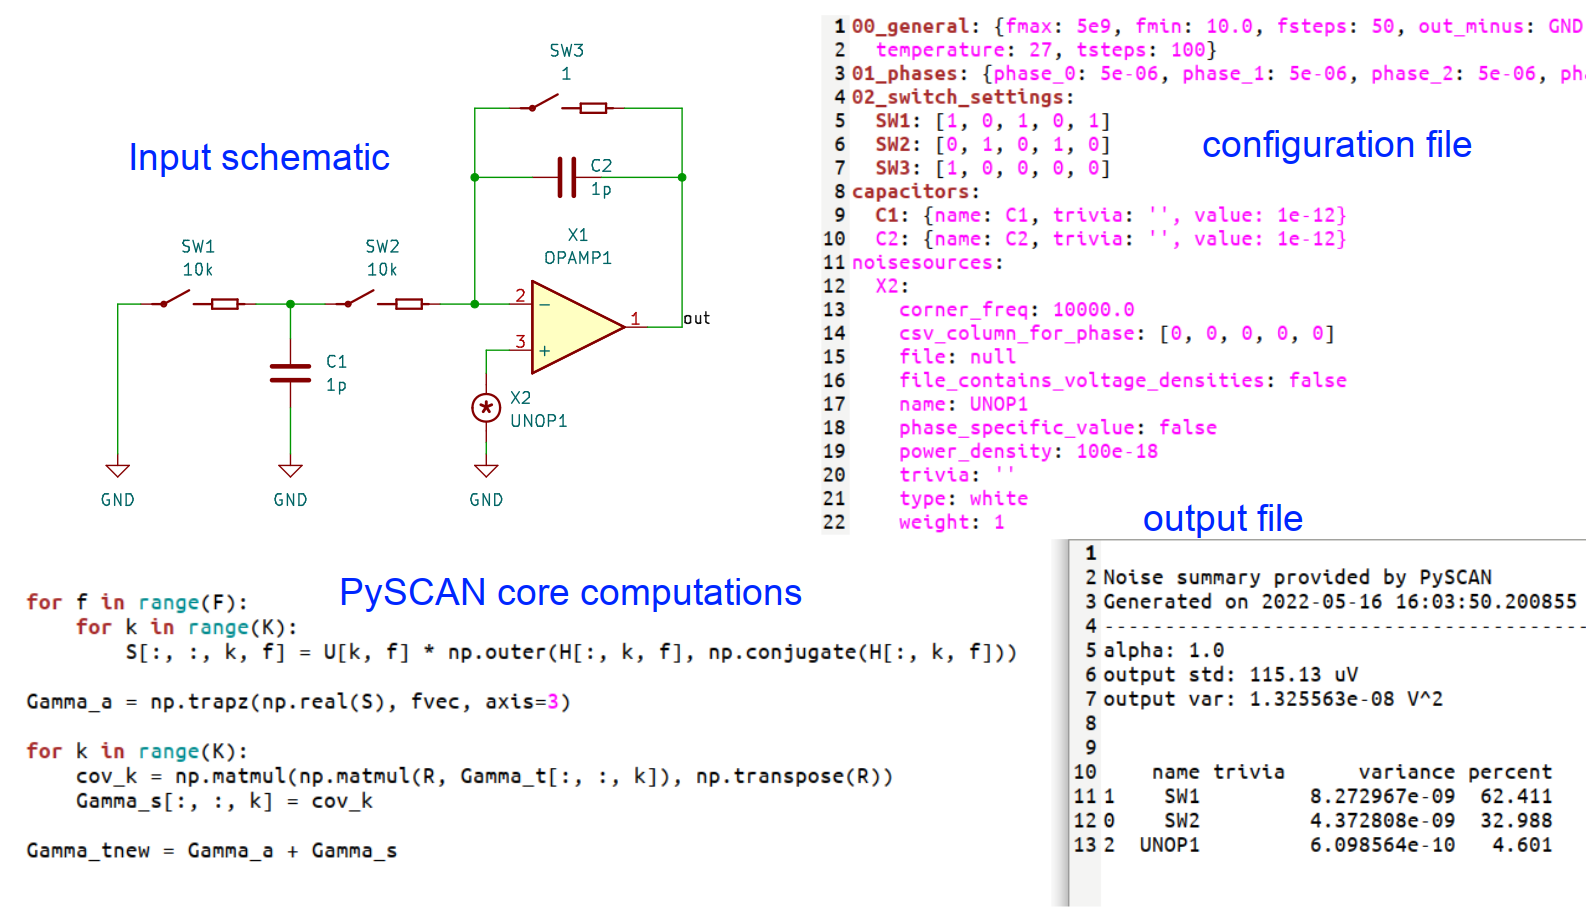 Input schematic
SW3
1
C2
1p
X1
OPAMP1
SW1
10k
SW2
10k
2
3
1
out
C1
1p
X2
UNOP1
GND
GND
GND
configuration file
1 00_general: {fmax: 5e9, fmin: 10.0, fsteps: 50, out_minus: GND
2 temperature: 27, tsteps: 100}
3 01_phases: {phase_0: 5e-06, phase_1: 5e-06, phase_2: 5e-06, pha
4 02_switch_settings:
5 SW1: [1, 0, 1, 0, 1]
6 SW2: [0, 1, 0, 1, 0]
7 SW3: [1, 0, 0, 0, 0]
8 capacitors:
9 C1: {name: C1, trivia: '', value: 1e-12}
10 C2: {name: C2, trivia: '', value: 1e-12}
11 noisesources:
12 X2:
13 corner_freq: 10000.0
14 csv_column_for_phase: [0, 0, 0, 0, 0]
15 file: null
16 file_contains_voltage_densities: false
17 name: UNOP1
18 phase_specific_value: false
19 power_density: 100e-18
20 trivia: ''
21 type: white
22 weight: 1
PySCAN core computations
for f in range(F):
for k in range(K):
S[:, :, k, f] = U[k, f] * np.outer(H[:, k, f], np.conjugate(H[:, k, f]))
Gamma_a = np.trapz(np.real(S), fvec, axis=3)
for k in range(K):
cov_k = np.matmul(np.matmul(R, Gamma_t[:, :, k]), np.transpose(R))
Gamma_s[:, :, k] = cov_k
Gamma_tnew = Gamma_a + Gamma_s
output file
1
2 Noise summary provided by PySCAN
3 Generated on 2022-05-16 16:03:50.200855
4 ---------------------------------------
5 alpha: 1.0
6 output std: 115.13 uV
7 output var: 1.325563e-08 V^2
8
9
10 name trivia variance percent
11 1 SW1 8.272967e-09 62.411
12 0 SW2 4.372808e-09 32.988
13 2 UNOP1 6.098564e-10 4.601